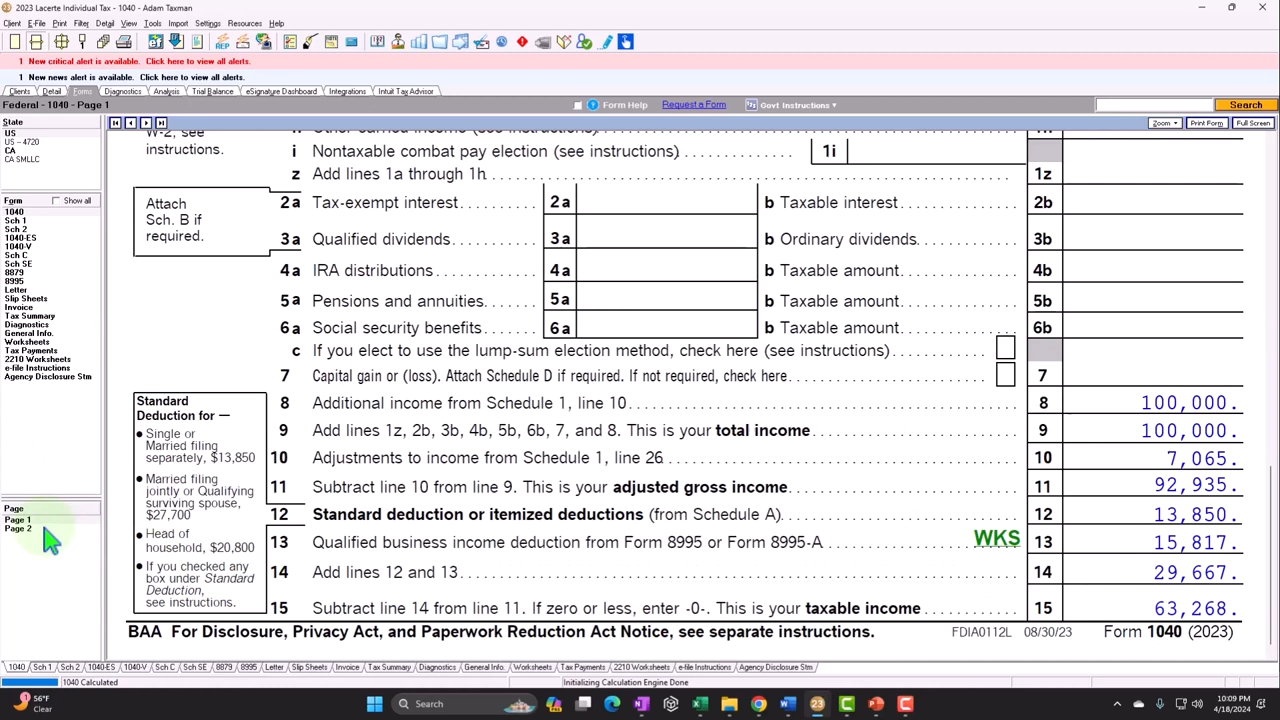 2023 Lacerte Individual Tax - 1040 - Adam Taxman
Client E-File Print Filter Detail View Tools Import Settings Resources Help
1 New critical alert is available. Click here to view all alerts.
1 New news alert is available. Click here to view all alerts.
Clients Detail Forms Diagnostics Analysis Trial Balance eSignature Dashboard Integrations Intuit Tax Advisor
Federal - 1040 - Page 1
Form Help Request a Form Govt Instructions Search
Zoom Print Form Full Screen
State
US
US - 4720
CA
CA SMLLC
Form Show all
1040
Sch 1
Sch 2
1040-ES
1040-V
Sch C
Sch SE
8879
8995
Letter
Slip Sheets
Invoice
Tax Summary
Diagnostics
General Info.
Worksheets
Tax Payments
2210 Worksheets
e-file Instructions
Agency Disclosure Stm
Page
Page 1
Page 2
W-2, see
instructions.
i Nontaxable combat pay election (see instructions) 1i
z Add lines 1a through 1h 1z
Attach
Sch. B if
required.
2a Tax-exempt interest 2a b Taxable interest 2b
3a Qualified dividends 3a b Ordinary dividends 3b
4a IRA distributions 4a b Taxable amount 4b
5a Pensions and annuities 5a b Taxable amount 5b
6a Social security benefits 6a b Taxable amount 6b
c If you elect to use the lump-sum election method, check here (see instructions)
7 Capital gain or (loss). Attach Schedule D if required. If not required, check here 7
8 Additional income from Schedule 1, line 10 8 100,000.
9 Add lines 1z, 2b, 3b, 4b, 5b, 6b, 7, and 8. This is your total income 9 100,000.
10 Adjustments to income from Schedule 1, line 26 10 7,065.
11 Subtract line 10 from line 9. This is your adjusted gross income 11 92,935.
12 Standard deduction or itemized deductions (from Schedule A) 12 13,850.
13 Qualified business income deduction from Form 8995 or Form 8995-A WKS 13 15,817.
14 Add lines 12 and 13 14 29,667.
15 Subtract line 14 from line 11. If zero or less, enter -0-. This is your taxable income 15 63,268.
Standard
Deduction for —
● Single or
Married filing
separately, $13,850
● Married filing
jointly or Qualifying
surviving spouse,
$27,700
● Head of
household, $20,800
● If you checked any
box under Standard
Deduction,
see instructions.
BAA For Disclosure, Privacy Act, and Paperwork Reduction Act Notice, see separate instructions. FDIA0112L 08/30/23 Form 1040 (2023)
1040 Sch 1 Sch 2 1040-ES 1040-V Sch C Sch SE 8879 8995 Letter Slip Sheets Invoice Tax Summary Diagnostics General Info. Worksheets Tax Payments 2210 Worksheets e-file Instructions Agency Disclosure Stm
1040 Calculated Initializing Calculation Engine Done
56°F
Clear
Search
10:09 PM
4/18/2024